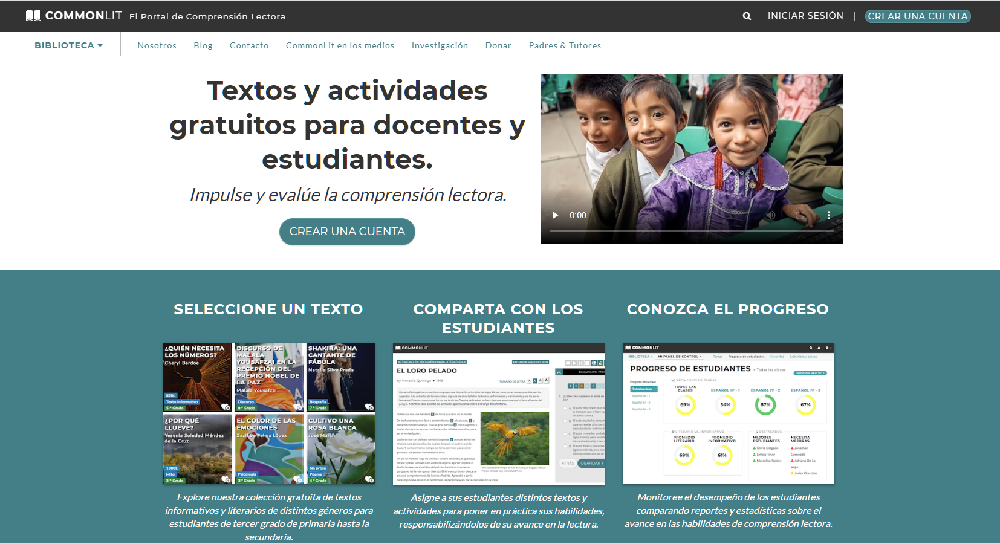 COMMONLIT El Portal de Comprensión Lectora
INICIAR SESIÓN | CREAR UNA CUENTA
BIBLIOTECA
Nosotros Blog Contacto CommonLit en los medios Investigación Donar Padres & Tutores
Textos y actividades
gratuitos para docentes y
estudiantes.
Impulse y evalúe la comprensión lectora.
CREAR UNA CUENTA
0:00
SELECCIONE UN TEXTO
¿QUIÉN NECESITA
LOS NÚMEROS?
Cheryl Bardoe
870L
Texto Informativo
5 º Grado
DISCURSO DE
MALALA
YOUSAFZAI EN LA
RECEPCIÓN DEL
PREMIO NOBEL DE
LA PAZ
Malala Yousafzai
Discurso
8 º Grado
SHAKIRA: UNA
CANTANTE DE
FÁBULA
Natalia Silva Prada
Biografía
7 º Grado
¿POR QUÉ
LLUEVE?
Yesenia Soledad Méndez
de la Cruz
1080L
Mito
3 º Grado
EL COLOR DE LAS
EMOCIONES
Zazil De Palma López
Psicología
3 º Grado
CULTIVO UNA
ROSA BLANCA
José Martí
No prosa
Poema
4 º Grado
Explore nuestra colección gratuita de textos
informativos y literarios de distintos géneros para
estudiantes de tercer grado de primaria hasta la
secundaria.
COMPARTA CON LOS
ESTUDIANTES
COMMONLIT
ACTIVIDAD EN PROGRESO PARA LITERATURA II
ENTREGA MARCH 1, 2019
EL LORO PELADO
by Horacio Quiroga • 1918
TAMAÑO DE LETRA A A A A
ATRÁS
GUARDAR Y
Asigne a sus estudiantes distintos textos y
actividades para poner en práctica sus habilidades,
responsabilizándolos de su avance en la lectura.
CONOZCA EL PROGRESO
COMMONLIT
BIBLIOTECA MI PANEL DE CONTROL Tareas Progreso de estudiantes Favoritos Administrar clases
PROGRESO DE ESTUDIANTES > Todas las clases
IMPRIMIR REPORTE
Progreso de la clase
Todas las clases
Español IV - 1
Español IV - 2
Español IV - 3
PROMEDIOS DE TAREAS
TODAS LAS
CLASES
ESPAÑOL IV - 1 ESPAÑOL IV - 2 ESPAÑOL IV - 3
69% 54% 87% 67%
LITERARIO VS. INFORMATIVO
PROMEDIO
LITERARIO
PROMEDIO
INFORMATIVO
69% 61%
DESTACADOS
MEJORES
ESTUDIANTES
Olivia Delgado
Leticia Tovar
Marcelito Robles
NECESITA
MEJORAS
Jonathan
Coronado
Adriana De La
Vega
Javier González
Monitoree el desempeño de los estudiantes
comparando reportes y estadísticas sobre el
avance en las habilidades de comprensión lectora.